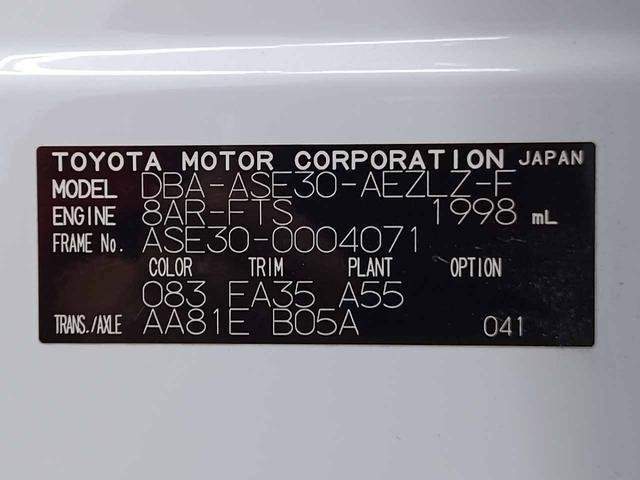 TOYOTA MOTOR CORPORATION JAPAN
MODEL DBA-ASE30-AEZLZ-F
ENGINE 8AR-FTS 1998 mL
FRAME No. ASE30-0004071
COLOR TRIM PLANT OPTION
083 EA35 A55
TRANS./AXLE AA81E B05A 041